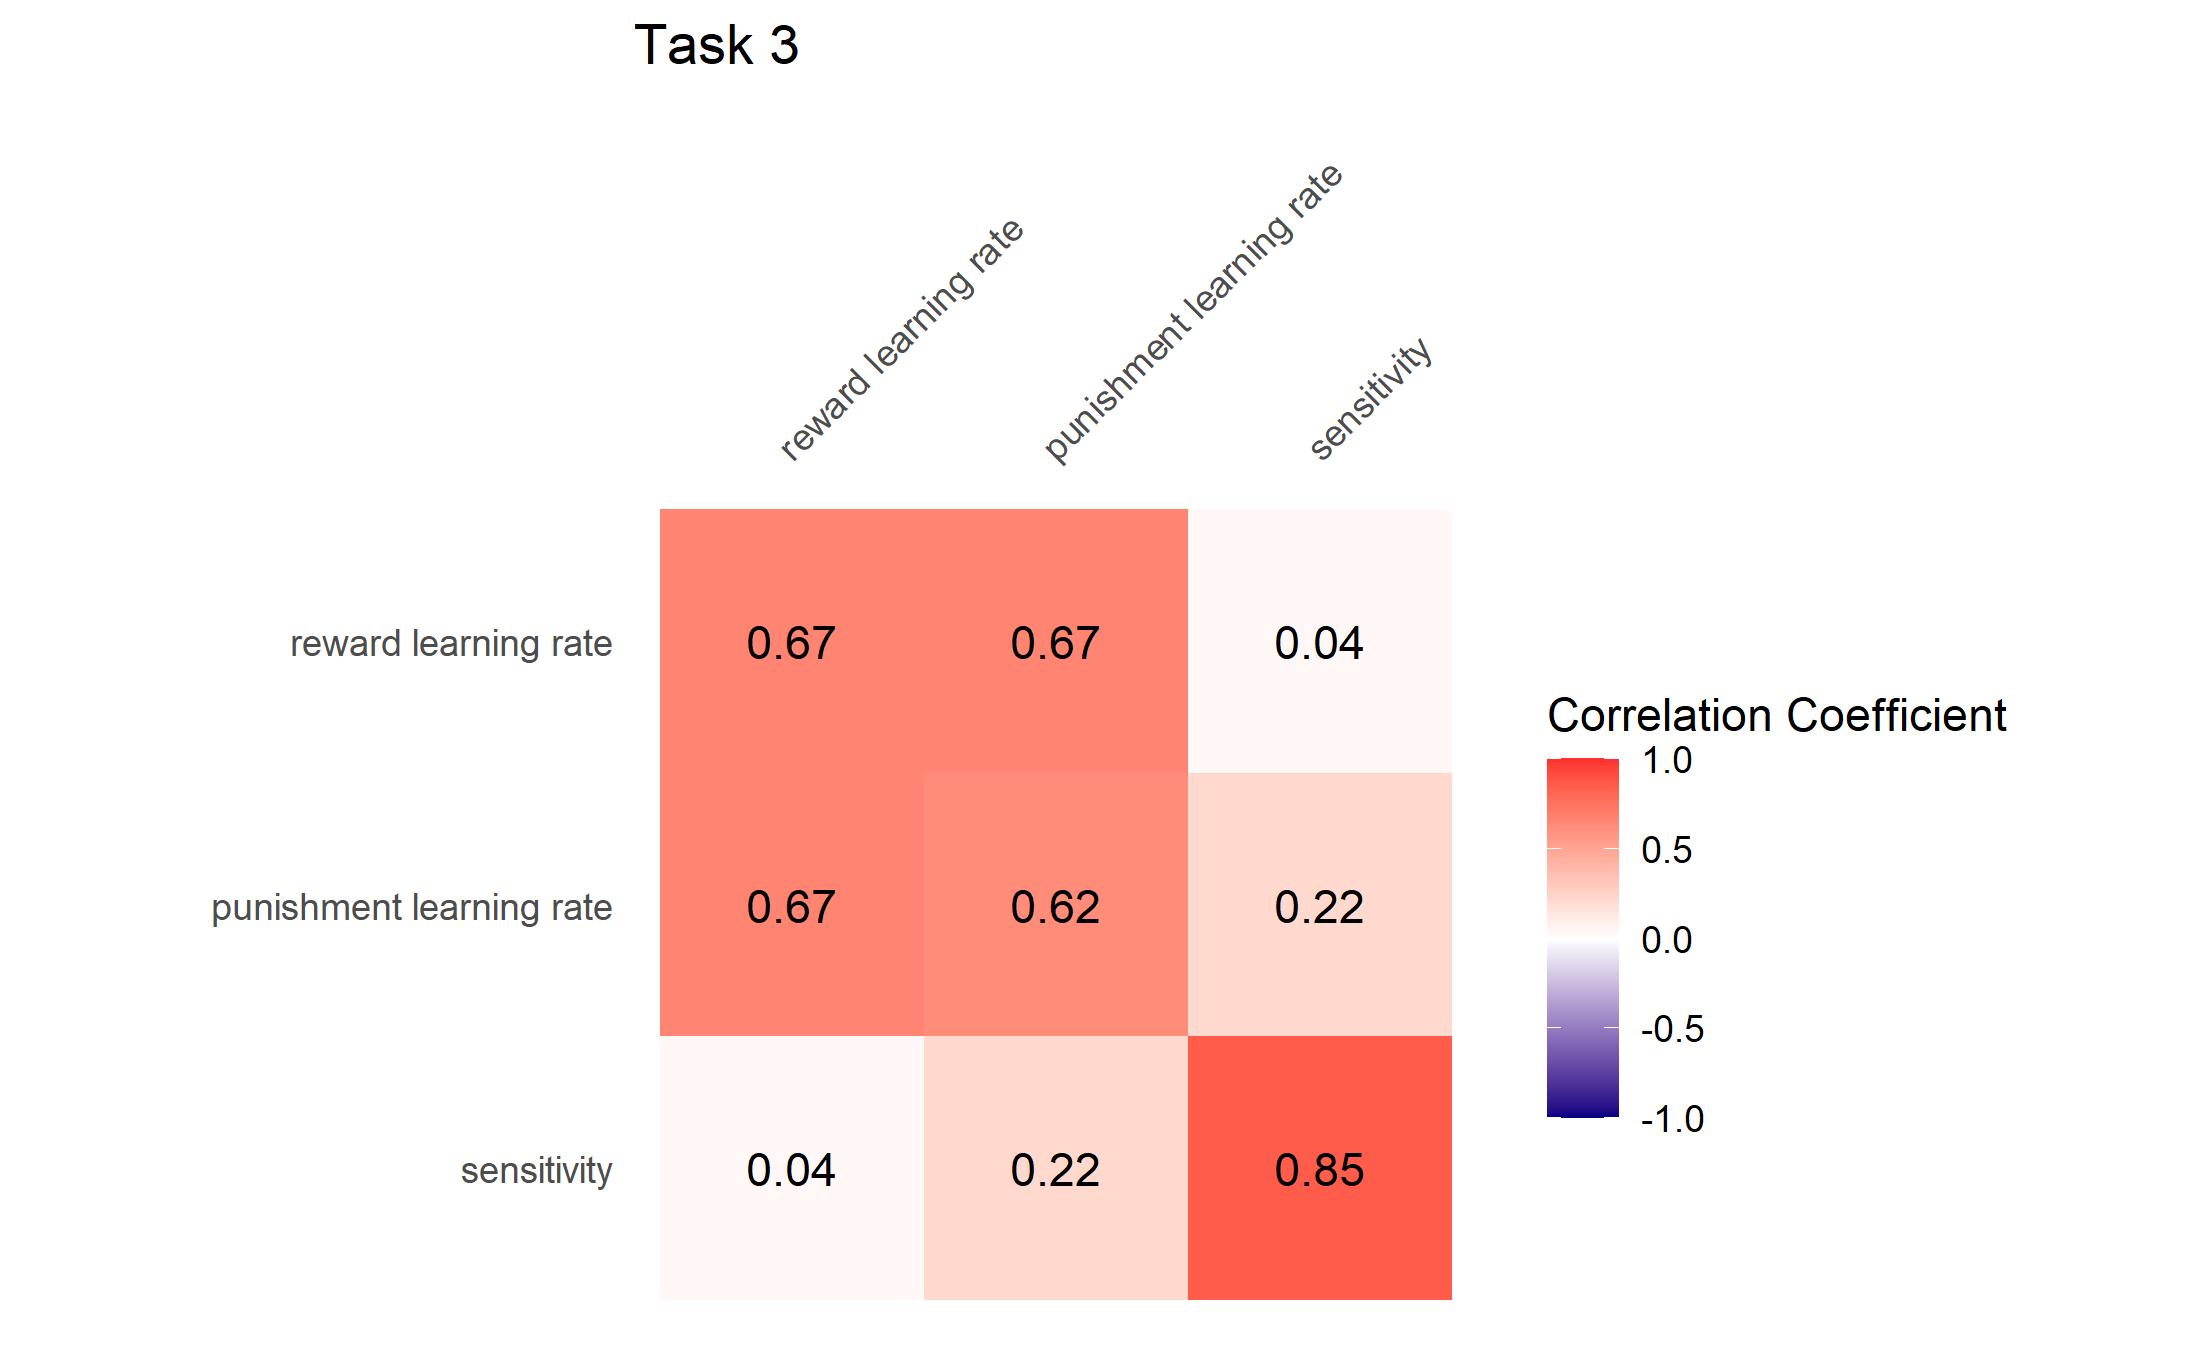 Task 3
reward learning rate
punishment learning rate
sensitivity
reward learning rate
0.67
0.67
0.04
punishment learning rate
0.67
0.62
0.22
sensitivity
0.04
0.22
0.85
Correlation Coefficient
1.0
0.5
0.0
-0.5
-1.0